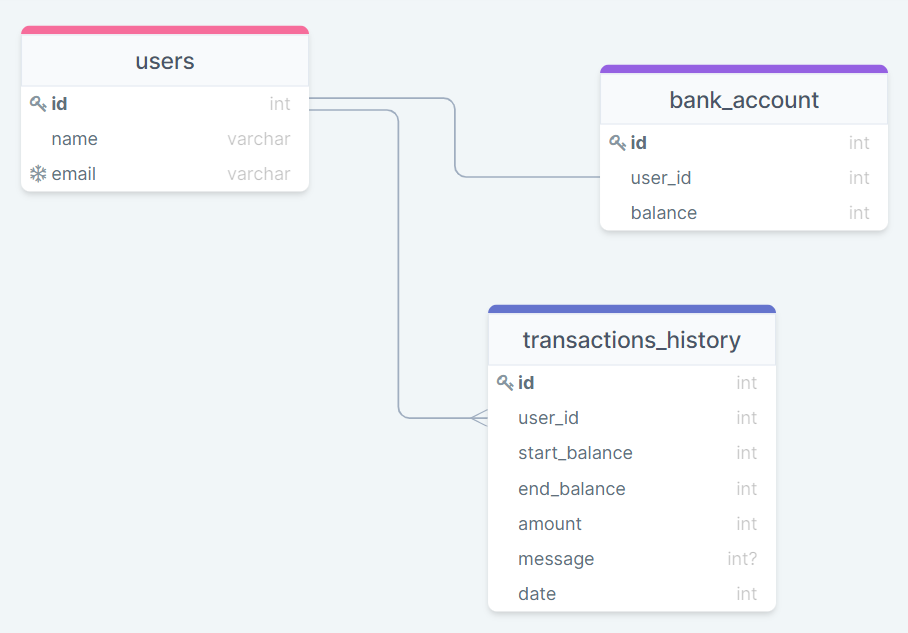 users
id int
name varchar
email varchar
bank_account
id int
user_id int
balance int
transactions_history
id int
user_id int
start_balance int
end_balance int
amount int
message int?
date int